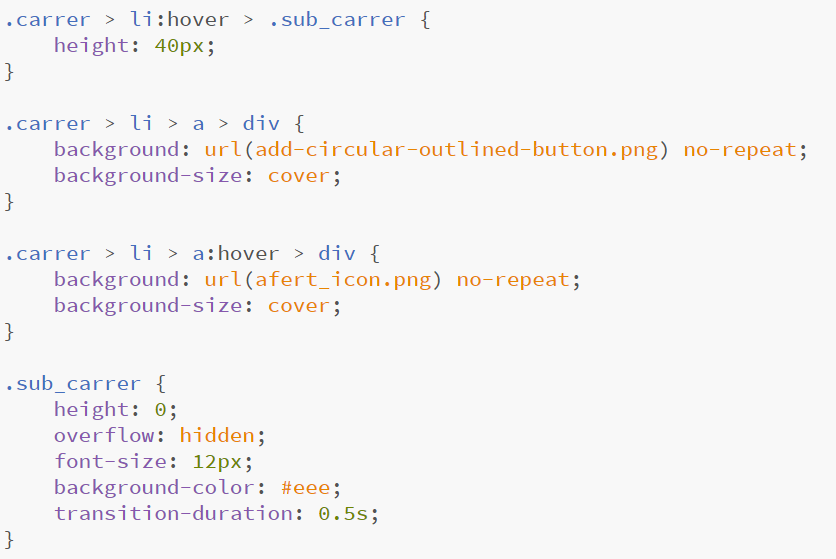 .carrer > li:hover > .sub_carrer {
    height: 40px;
}

.carrer > li > a > div {
    background: url(add-circular-outlined-button.png) no-repeat;
    background-size: cover;
}

.carrer > li > a:hover > div {
    background: url(afert_icon.png) no-repeat;
    background-size: cover;
}

.sub_carrer {
    height: 0;
    overflow: hidden;
    font-size: 12px;
    background-color: #eee;
    transition-duration: 0.5s;
}